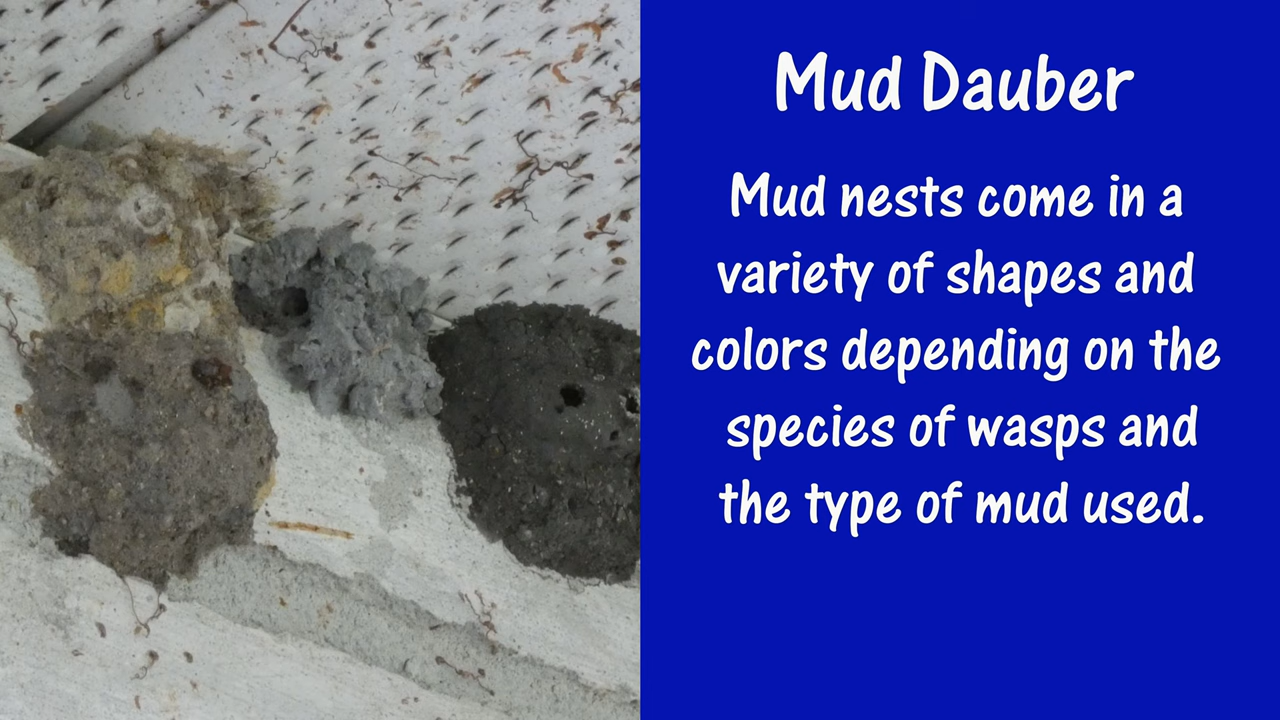 Mud Dauber
Mud nests come in a
variety of shapes and
colors depending on the
species of wasps and
the type of mud used.